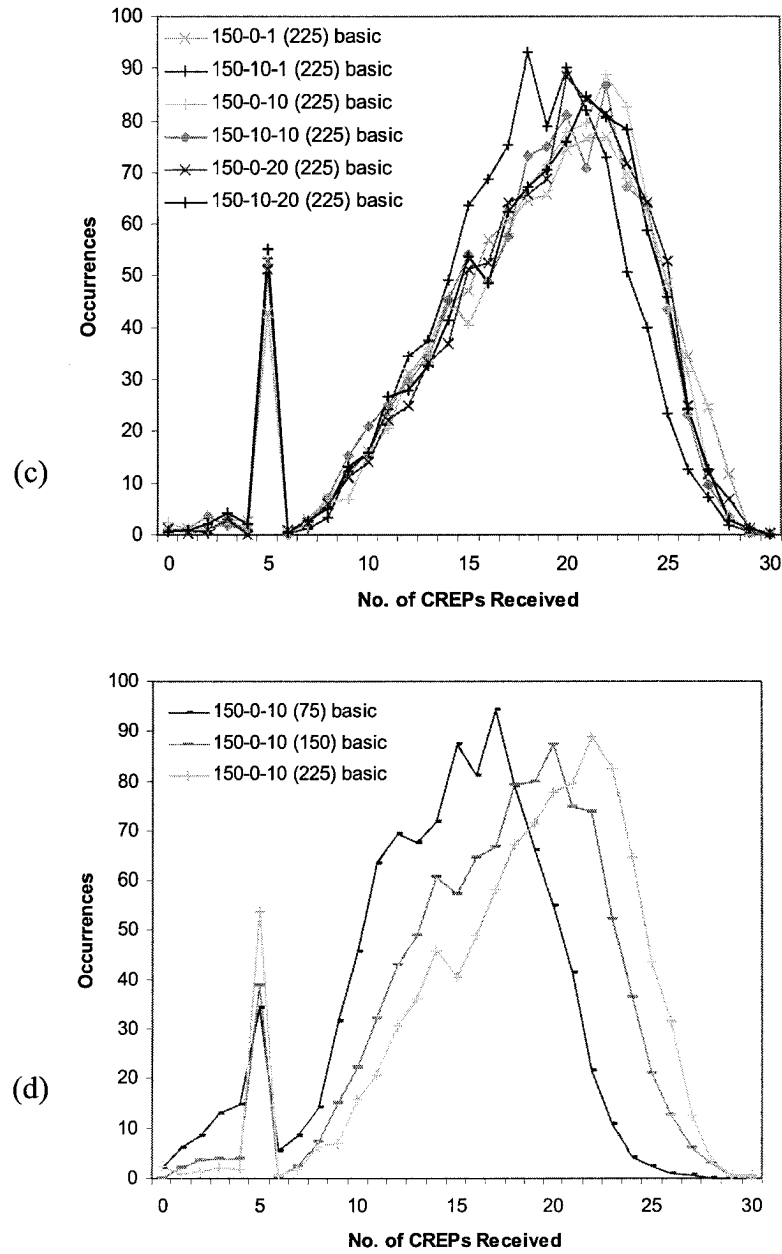 (c)
Occurrences
100
90
80
70
60
50
40
30
20
10
0
150-0-1 (225) basic
150-10-1 (225) basic
150-0-10 (225) basic
150-10-10 (225) basic
150-0-20 (225) basic
150-10-20 (225) basic
0 5 10 15 20 25 30
No. of CREPs Received
(d)
Occurrences
100
90
80
70
60
50
40
30
20
10
0
150-0-10 (75) basic
150-0-10 (150) basic
150-0-10 (225) basic
0 5 10 15 20 25 30
No. of CREPs Received